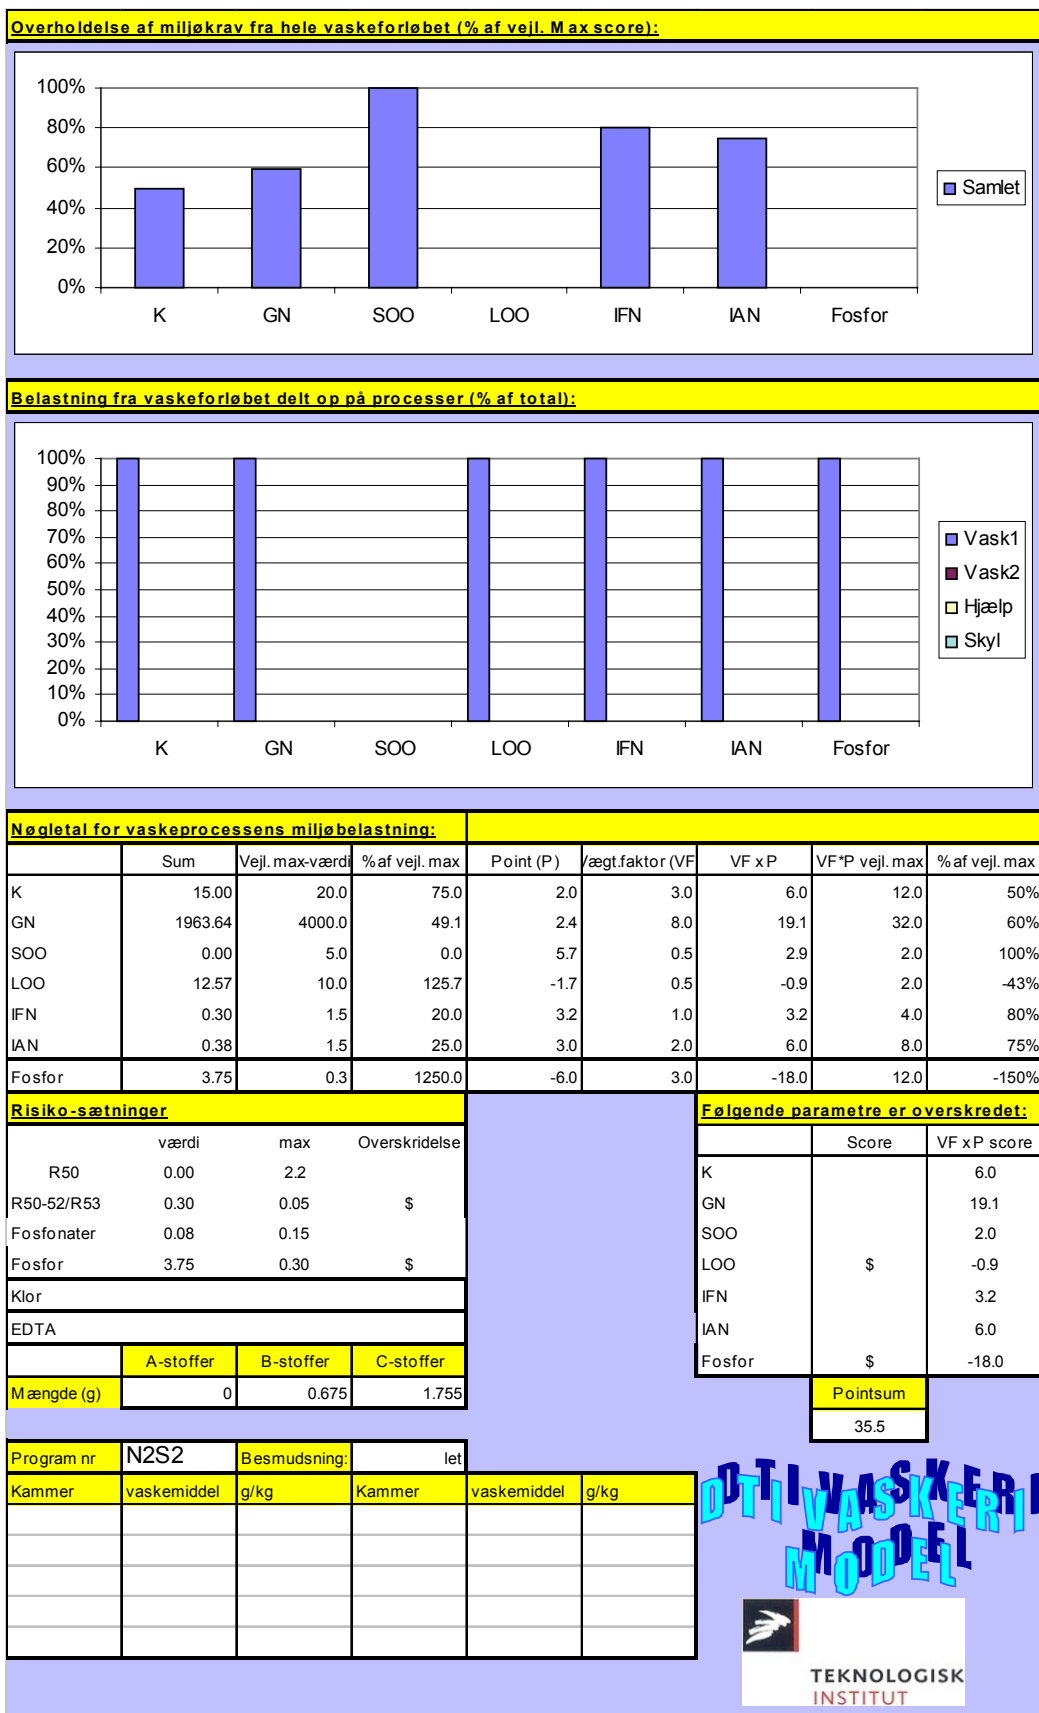 Overholdelse af miljøkrav fra hele vaskeforløbet (% af vejl. Max score):
100%
80%
60%
40%
20%
0%
K GN SOO LOO IFN IAN Fosfor
Samlet
Belastning fra vaskeforløbet delt op på processer (% af total):
100%
90%
80%
70%
60%
50%
40%
30%
20%
10%
0%
K GN SOO LOO IFN IAN Fosfor
Vask1
Vask2
Hjælp
Skyl
Nøgletal for vaskeprocessens miljøbelastning:
Sum Vejl. max-værdi % af vejl. max Point (P) Vægt.faktor (VF VF x P VF*P vejl. max % af vejl. max
K 15.00 20.0 75.0 2.0 3.0 6.0 12.0 50%
GN 1963.64 4000.0 49.1 2.4 8.0 19.1 32.0 60%
SOO 0.00 5.0 0.0 5.7 0.5 2.9 2.0 100%
LOO 12.57 10.0 125.7 -1.7 0.5 -0.9 2.0 -43%
IFN 0.30 1.5 20.0 3.2 1.0 3.2 4.0 80%
IAN 0.38 1.5 25.0 3.0 2.0 6.0 8.0 75%
Fosfor 3.75 0.3 1250.0 -6.0 3.0 -18.0 12.0 -150%
Risiko-sætninger
værdi max Overskridelse
R50 0.00 2.2
R50-52/R53 0.30 0.05 $
Fosfonater 0.08 0.15
Fosfor 3.75 0.30 $
Klor
EDTA
A-stoffer B-stoffer C-stoffer
Mængde (g) 0 0.675 1.755
Følgende parametre er overskredet:
Score VF x P score
K 6.0
GN 19.1
SOO 2.0
LOO $ -0.9
IFN 3.2
IAN 6.0
Fosfor $ -18.0
Pointsum
35.5
Program nr N2S2 Besmudsning: let
Kammer vaskemiddel g/kg Kammer vaskemiddel g/kg
DTI VASKERI
MODEL
TEKNOLOGISK
INSTITUT